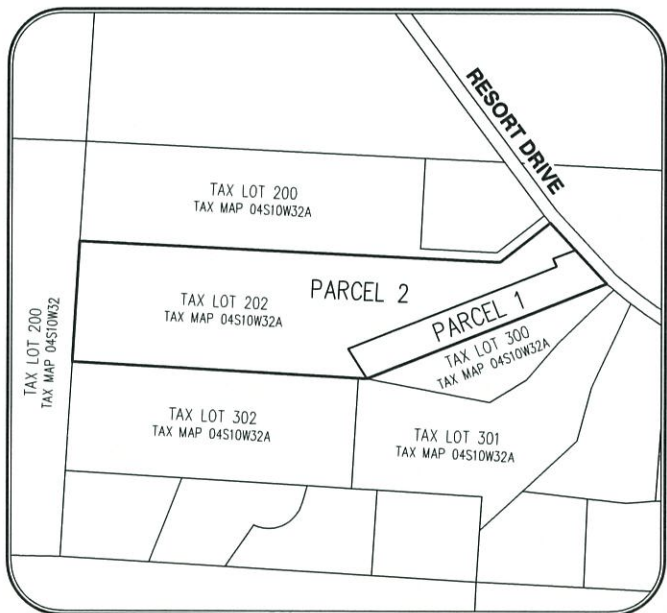 RESORT DRIVE
TAX LOT 200
TAX MAP 04S10W32A
PARCEL 2
TAX LOT 202
TAX MAP 04S10W32A
PARCEL 1
TAX LOT 300
TAX MAP 04S10W32A
TAX LOT 200
TAX MAP 04S10W32
TAX LOT 302
TAX MAP 04S10W32A
TAX LOT 301
TAX MAP 04S10W32A